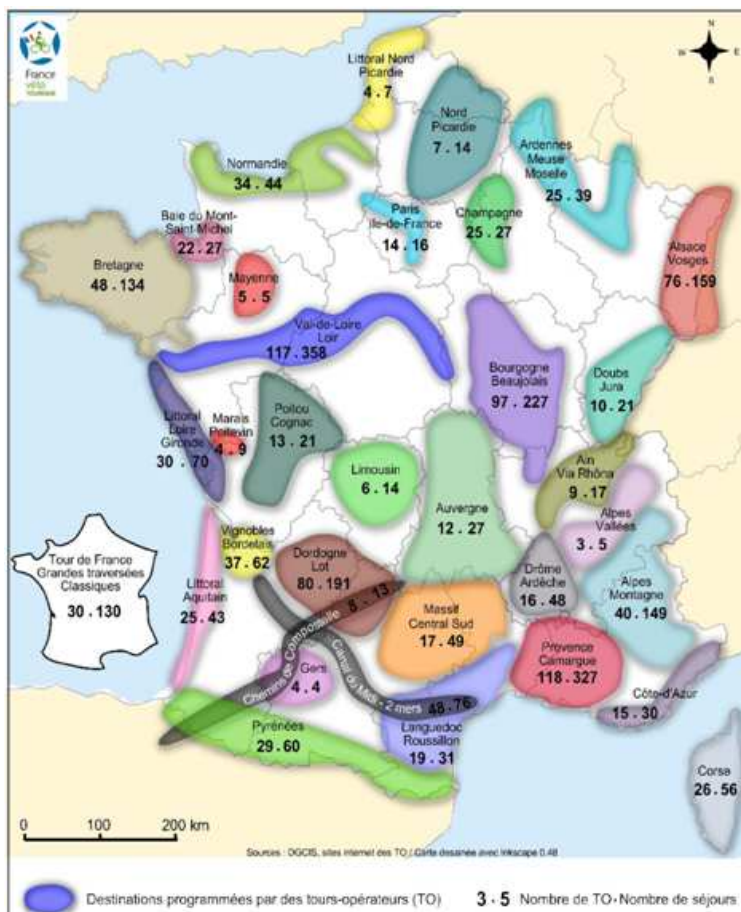 France
VÉLO
TOURISME
N
W
E
S
Littoral Nord
Picardie
4 . 7
Nord
Picardie
7 . 14
Ardennes
Meuse
Moselle
25 . 39
Normandie
34 . 44
Paris
Ile-de-France
14 . 16
Champagne
25 . 27
Alsace
Vosges
76 . 159
Baie du Mont-
Saint-Michel
22 . 27
Bretagne
48 . 134
Mayenne
5 . 5
Val-de-Loire
Loir
117 . 358
Bourgogne
Beaujolais
97 . 227
Doubs
Jura
10 . 21
Littoral
Loire
Gironde
30 . 70
Marais
Poitevin
4 . 9
Poitou
Cognac
13 . 21
Limousin
6 . 14
Auvergne
12 . 27
Ain
Via Rhôna
9 . 17
Alpes
Vallées
3 . 5
Tour de France
Grandes traversées
Classiques
30 . 130
Vignobles
Bordelais
37 . 62
Dordogne
Lot
80 . 191
Drôme
Ardèche
16 . 48
Alpes
Montagne
40 . 149
Littoral
Aquitain
25 . 43
Chemins de Compostelle
8 . 13
Massif
Central Sud
17 . 49
Provence
Camargue
118 . 327
Gers
4 . 4
Canal du Midi - 2 mers
48 . 76
Côte-d'Azur
15 . 30
Pyrénées
29 . 60
Languedoc
Roussillon
19 . 31
Corse
26 . 56
0 100 200 km
Sources : DGCIS, sites internet des TO / Carte dessinée avec Inkscape 0.48
Destinations programmées par des tours-opérateurs (TO)
3 . 5 Nombre de TO . Nombre de séjours